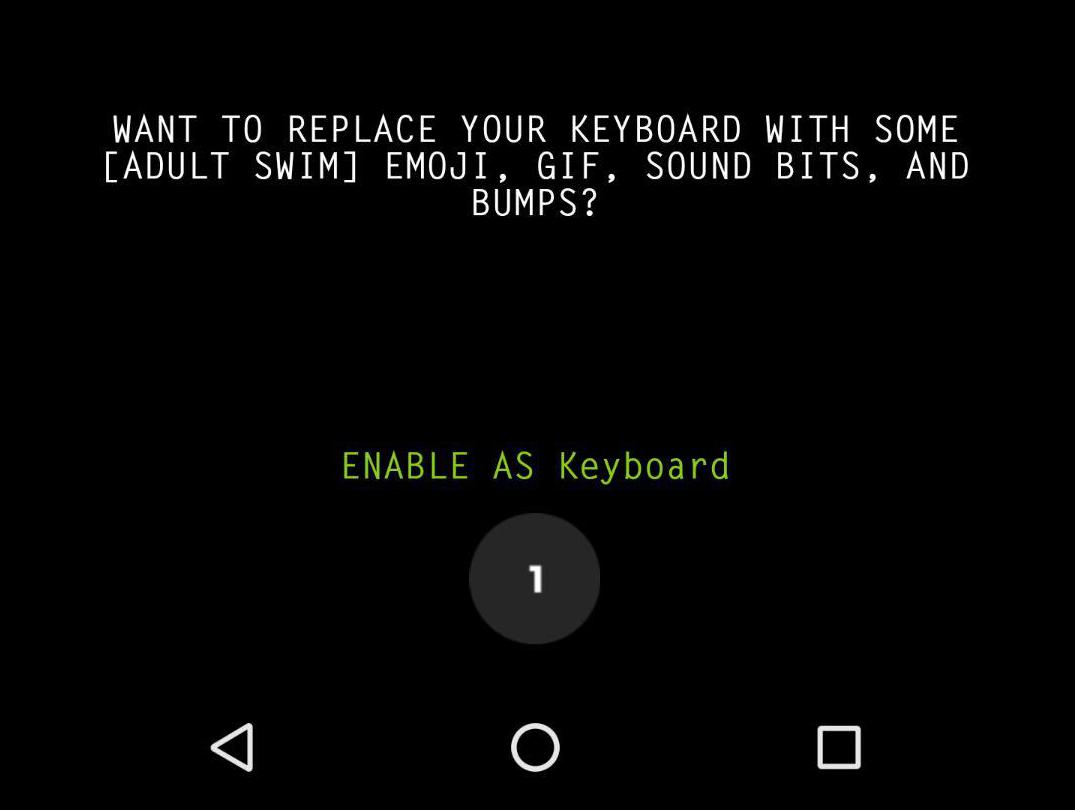 WANT TO REPLACE YOUR KEYBOARD WITH SOME
[ADULT SWIM] EMOJI, GIF, SOUND BITS, AND
BUMPS?
ENABLE AS Keyboard
1